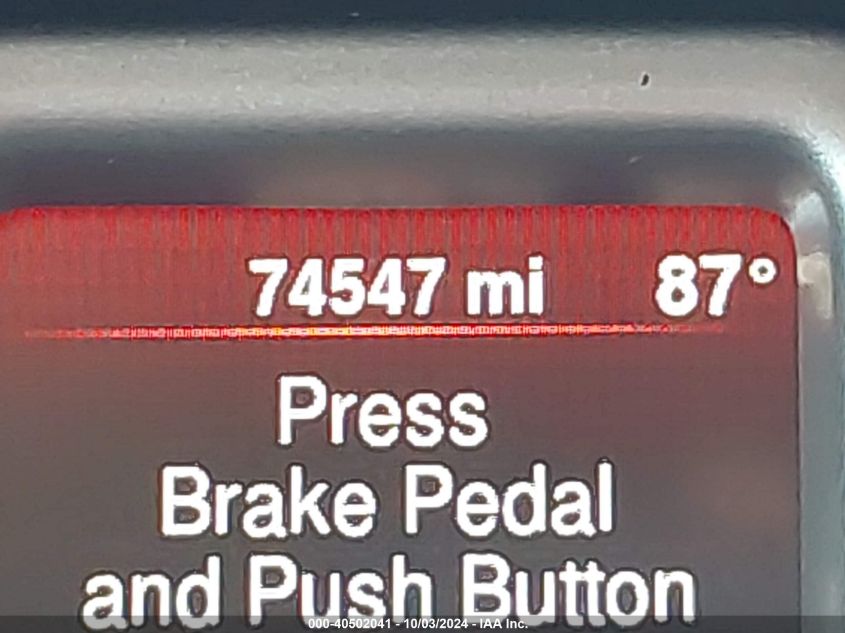 74547 mi 87°
Press
Brake Pedal
and Push Button
000-40502041 - 10/03/2024 - IAA Inc.